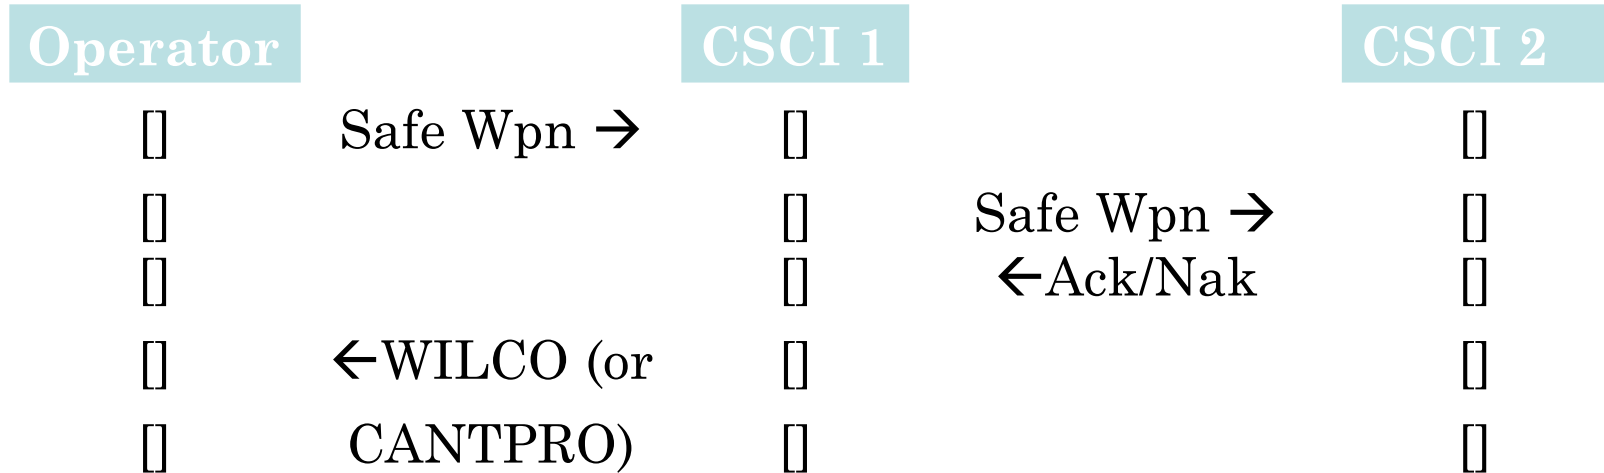 Operator CSCI 1 CSCI 2
[] Safe Wpn → [] []
[] [] Safe Wpn → []
[] [] ←Ack/Nak []
[] ←WILCO (or [] []
[] CANTPRO) [] []